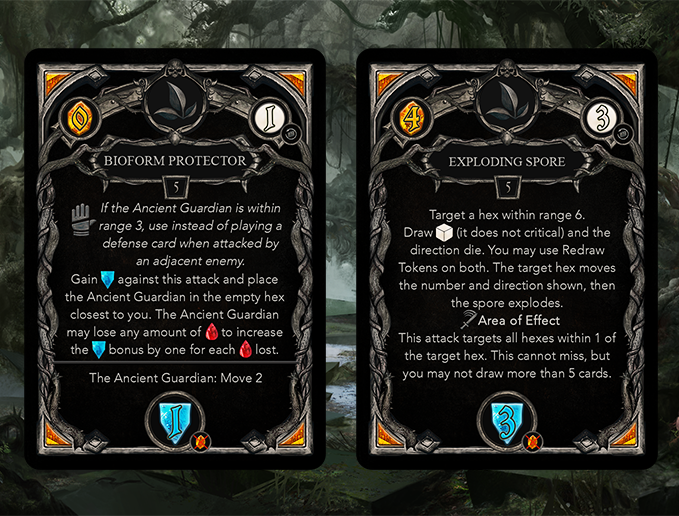 0
1
BIOFORM PROTECTOR
5
If the Ancient Guardian is within
range 3, use instead of playing a
defense card when attacked by
an adjacent enemy.
Gain against this attack and place
the Ancient Guardian in the empty hex
closest to you. The Ancient Guardian
may lose any amount of to increase
the bonus by one for each lost.
The Ancient Guardian: Move 2
1
4
3
EXPLODING SPORE
5
Target a hex within range 6.
Draw (it does not critical) and the
direction die. You may use Redraw
Tokens on both. The target hex moves
the number and direction shown, then
the spore explodes.
Area of Effect
This attack targets all hexes within 1 of
the target hex. This cannot miss, but
you may not draw more than 5 cards.
3